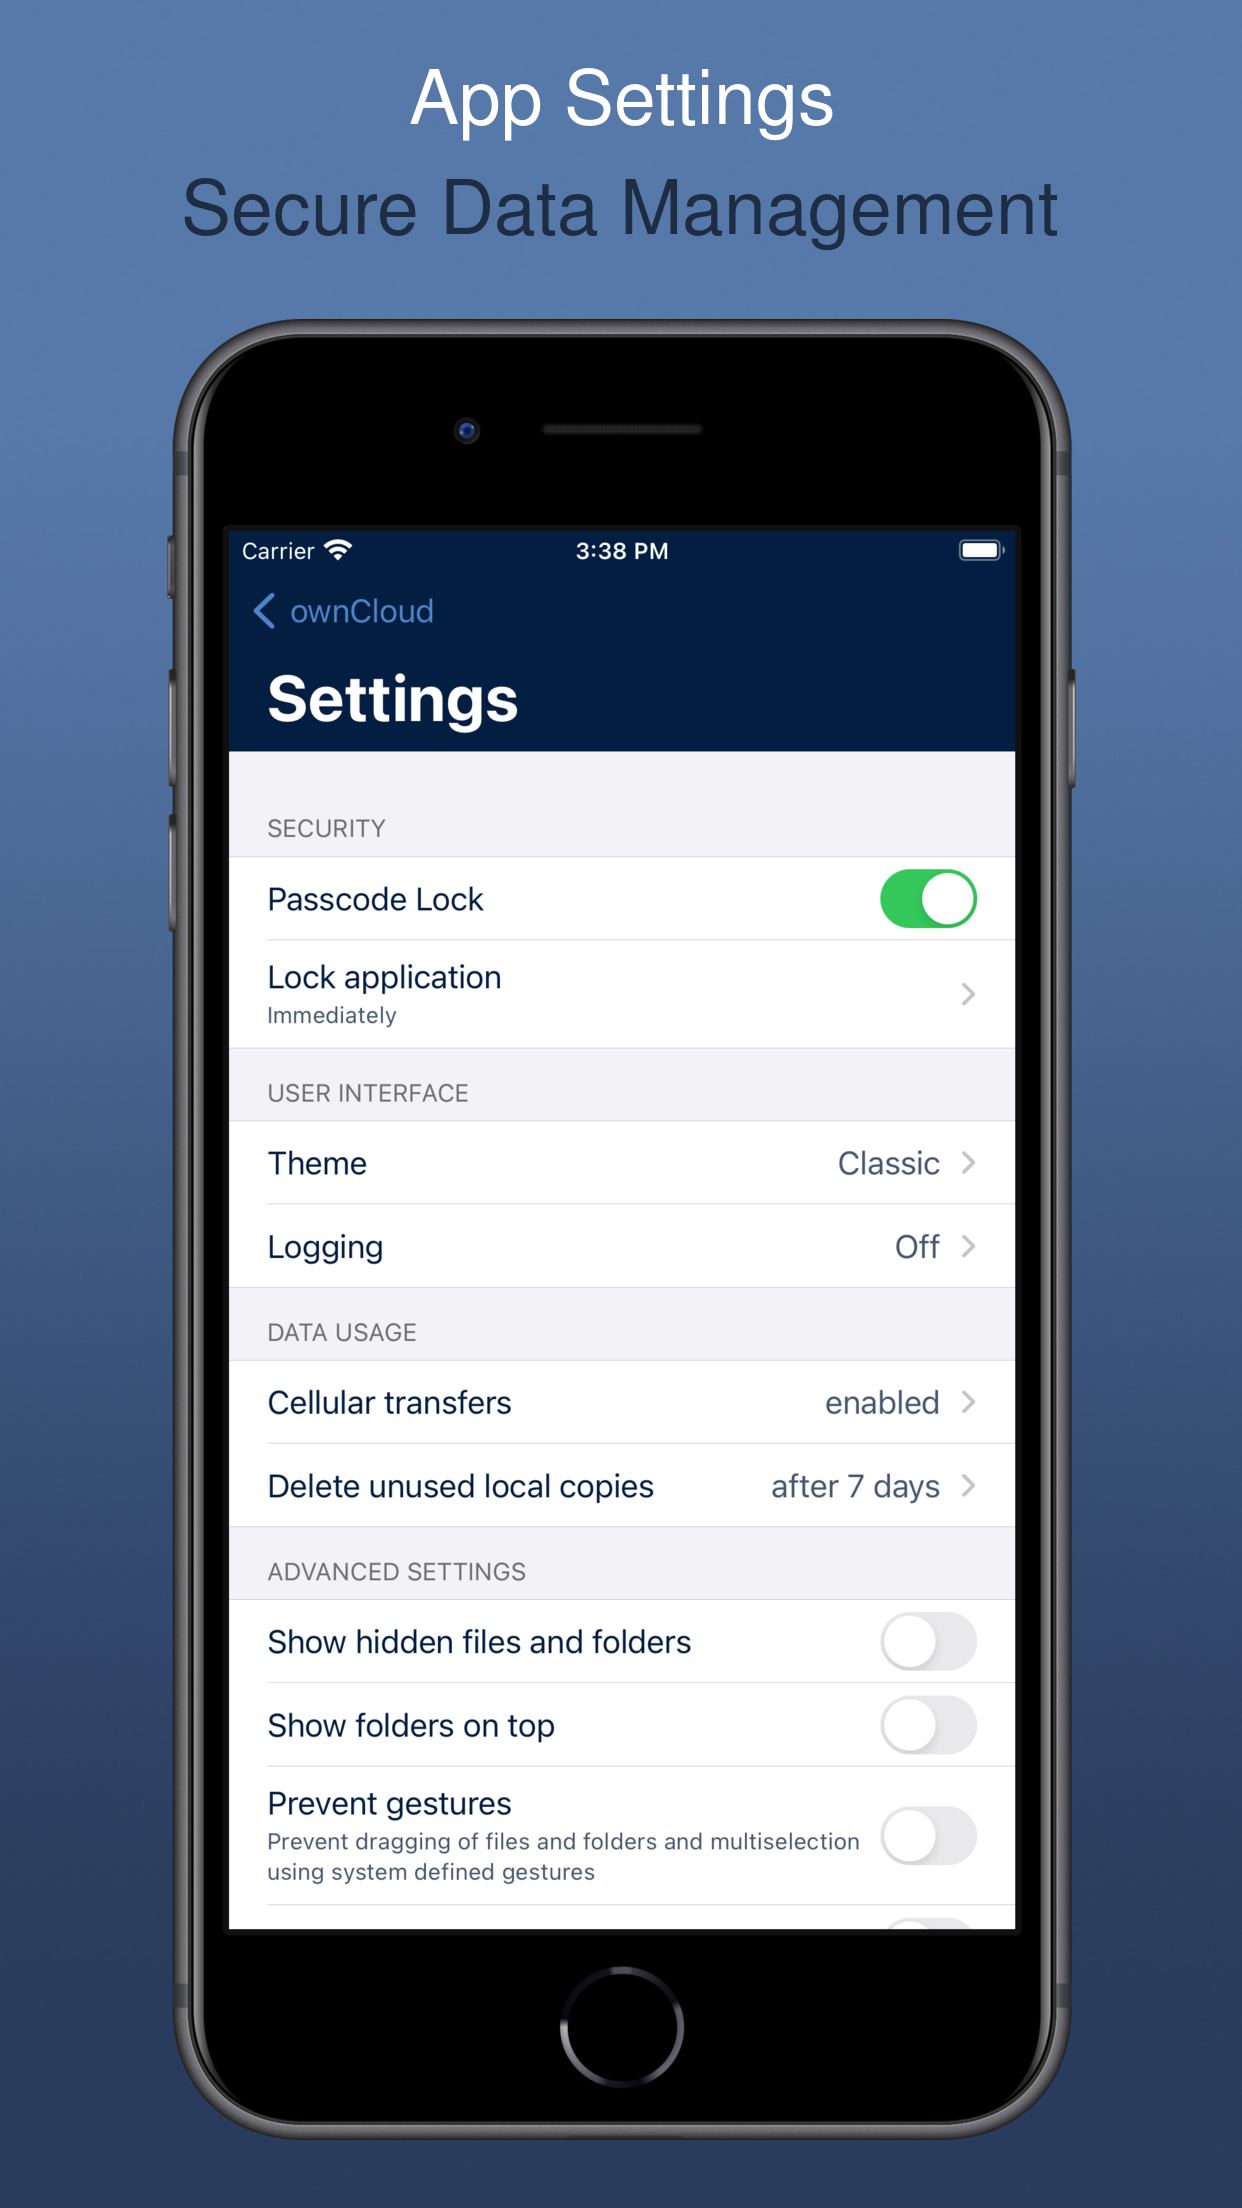 App Settings
Secure Data Management
Carrier
3:38 PM
ownCloud
Settings
SECURITY
Passcode Lock
Lock application
Immediately
USER INTERFACE
Theme Classic
Logging Off
DATA USAGE
Cellular transfers enabled
Delete unused local copies after 7 days
ADVANCED SETTINGS
Show hidden files and folders
Show folders on top
Prevent gestures
Prevent dragging of files and folders and multiselection
using system defined gestures